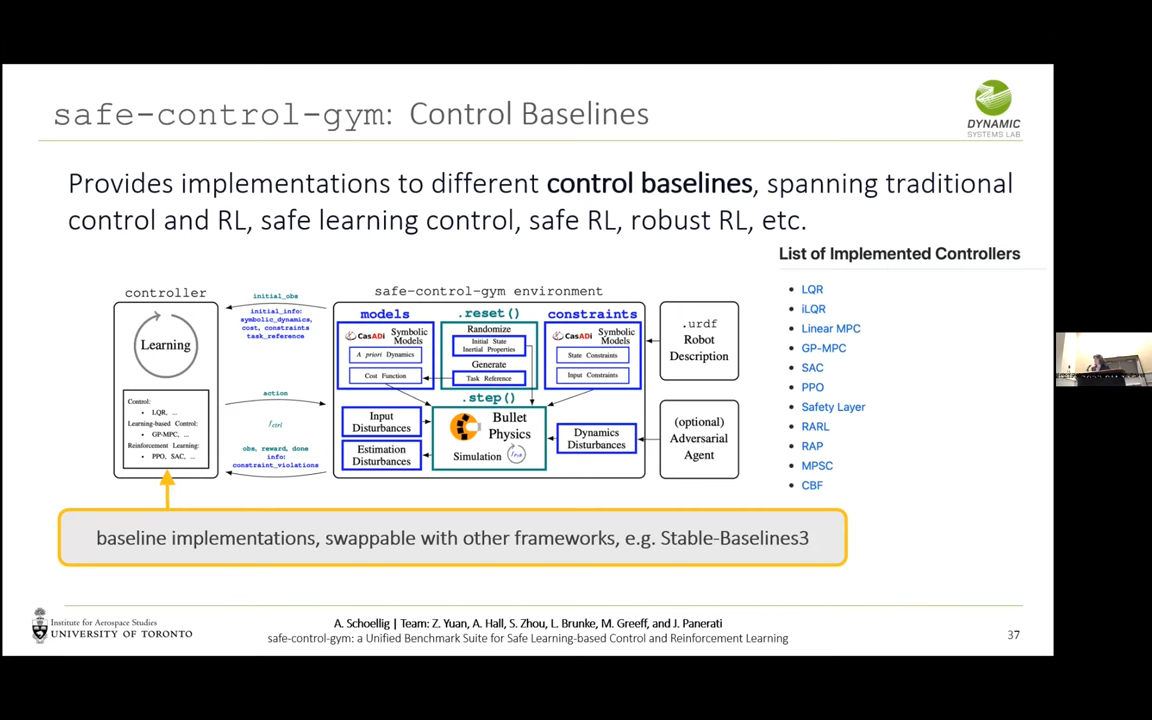 safe-control-gym: Control Baselines
DYNAMIC
SYSTEMS LAB
Provides implementations to different control baselines, spanning traditional
control and RL, safe learning control, safe RL, robust RL, etc.
List of Implemented Controllers
• LQR
• iLQR
• Linear MPC
• GP-MPC
• SAC
• PPO
• Safety Layer
• RARL
• RAP
• MPSC
• CBF
controller
Learning
Control:
• LQR, ...
Learning-based Control:
• GP-MPC, ...
Reinforcement Learning:
• PPO, SAC, ...
initial_obs
initial_info:
symbolic_dynamics,
cost, constraints
task_reference
action
obs, reward, done
info:
constraint_violations
safe-control-gym environment
models
CasADi Symbolic
Models
A priori Dynamics
Cost Function
.reset()
Randomize
Initial State
Inertial Properties
Generate
Task Reference
constraints
CasADi Symbolic
Models
State Constraints
Input Constraints
.step()
Bullet
Physics
Simulation
Input
Disturbances
Estimation
Disturbances
Dynamics
Disturbances
.urdf
Robot
Description
(optional)
Adversarial
Agent
baseline implementations, swappable with other frameworks, e.g. Stable-Baselines3
Institute for Aerospace Studies
UNIVERSITY OF TORONTO
A. Schoellig | Team: Z. Yuan, A. Hall, S. Zhou, L. Brunke, M. Greeff, and J. Panerati
safe-control-gym: a Unified Benchmark Suite for Safe Learning-based Control and Reinforcement Learning
37